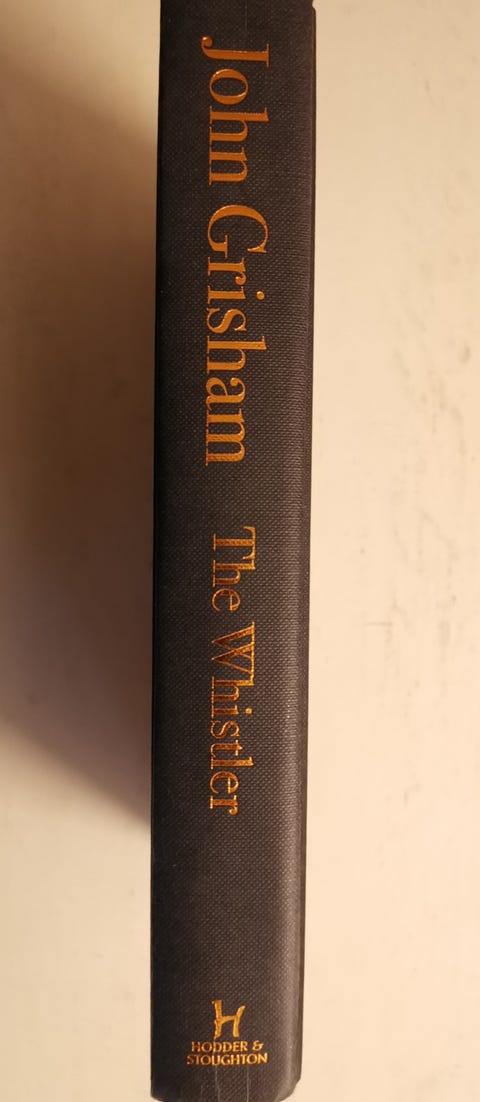 John Grisham The Whistler
H
HODDER &
STOUGHTON